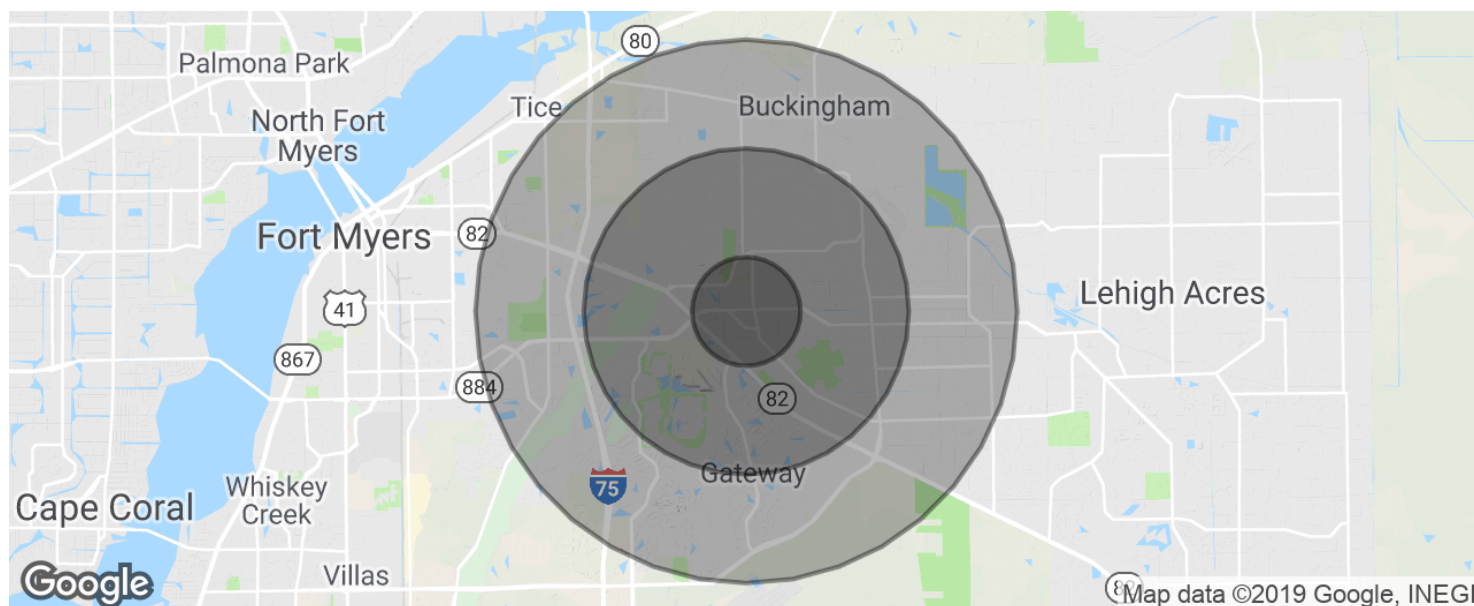 80
Palmona Park
Tice
Buckingham
North Fort
Myers
Fort Myers
82
Lehigh Acres
41
867
884
82
Gateway
75
Whiskey
Creek
Cape Coral
Villas
Google
Map data ©2019 Google, INEGI